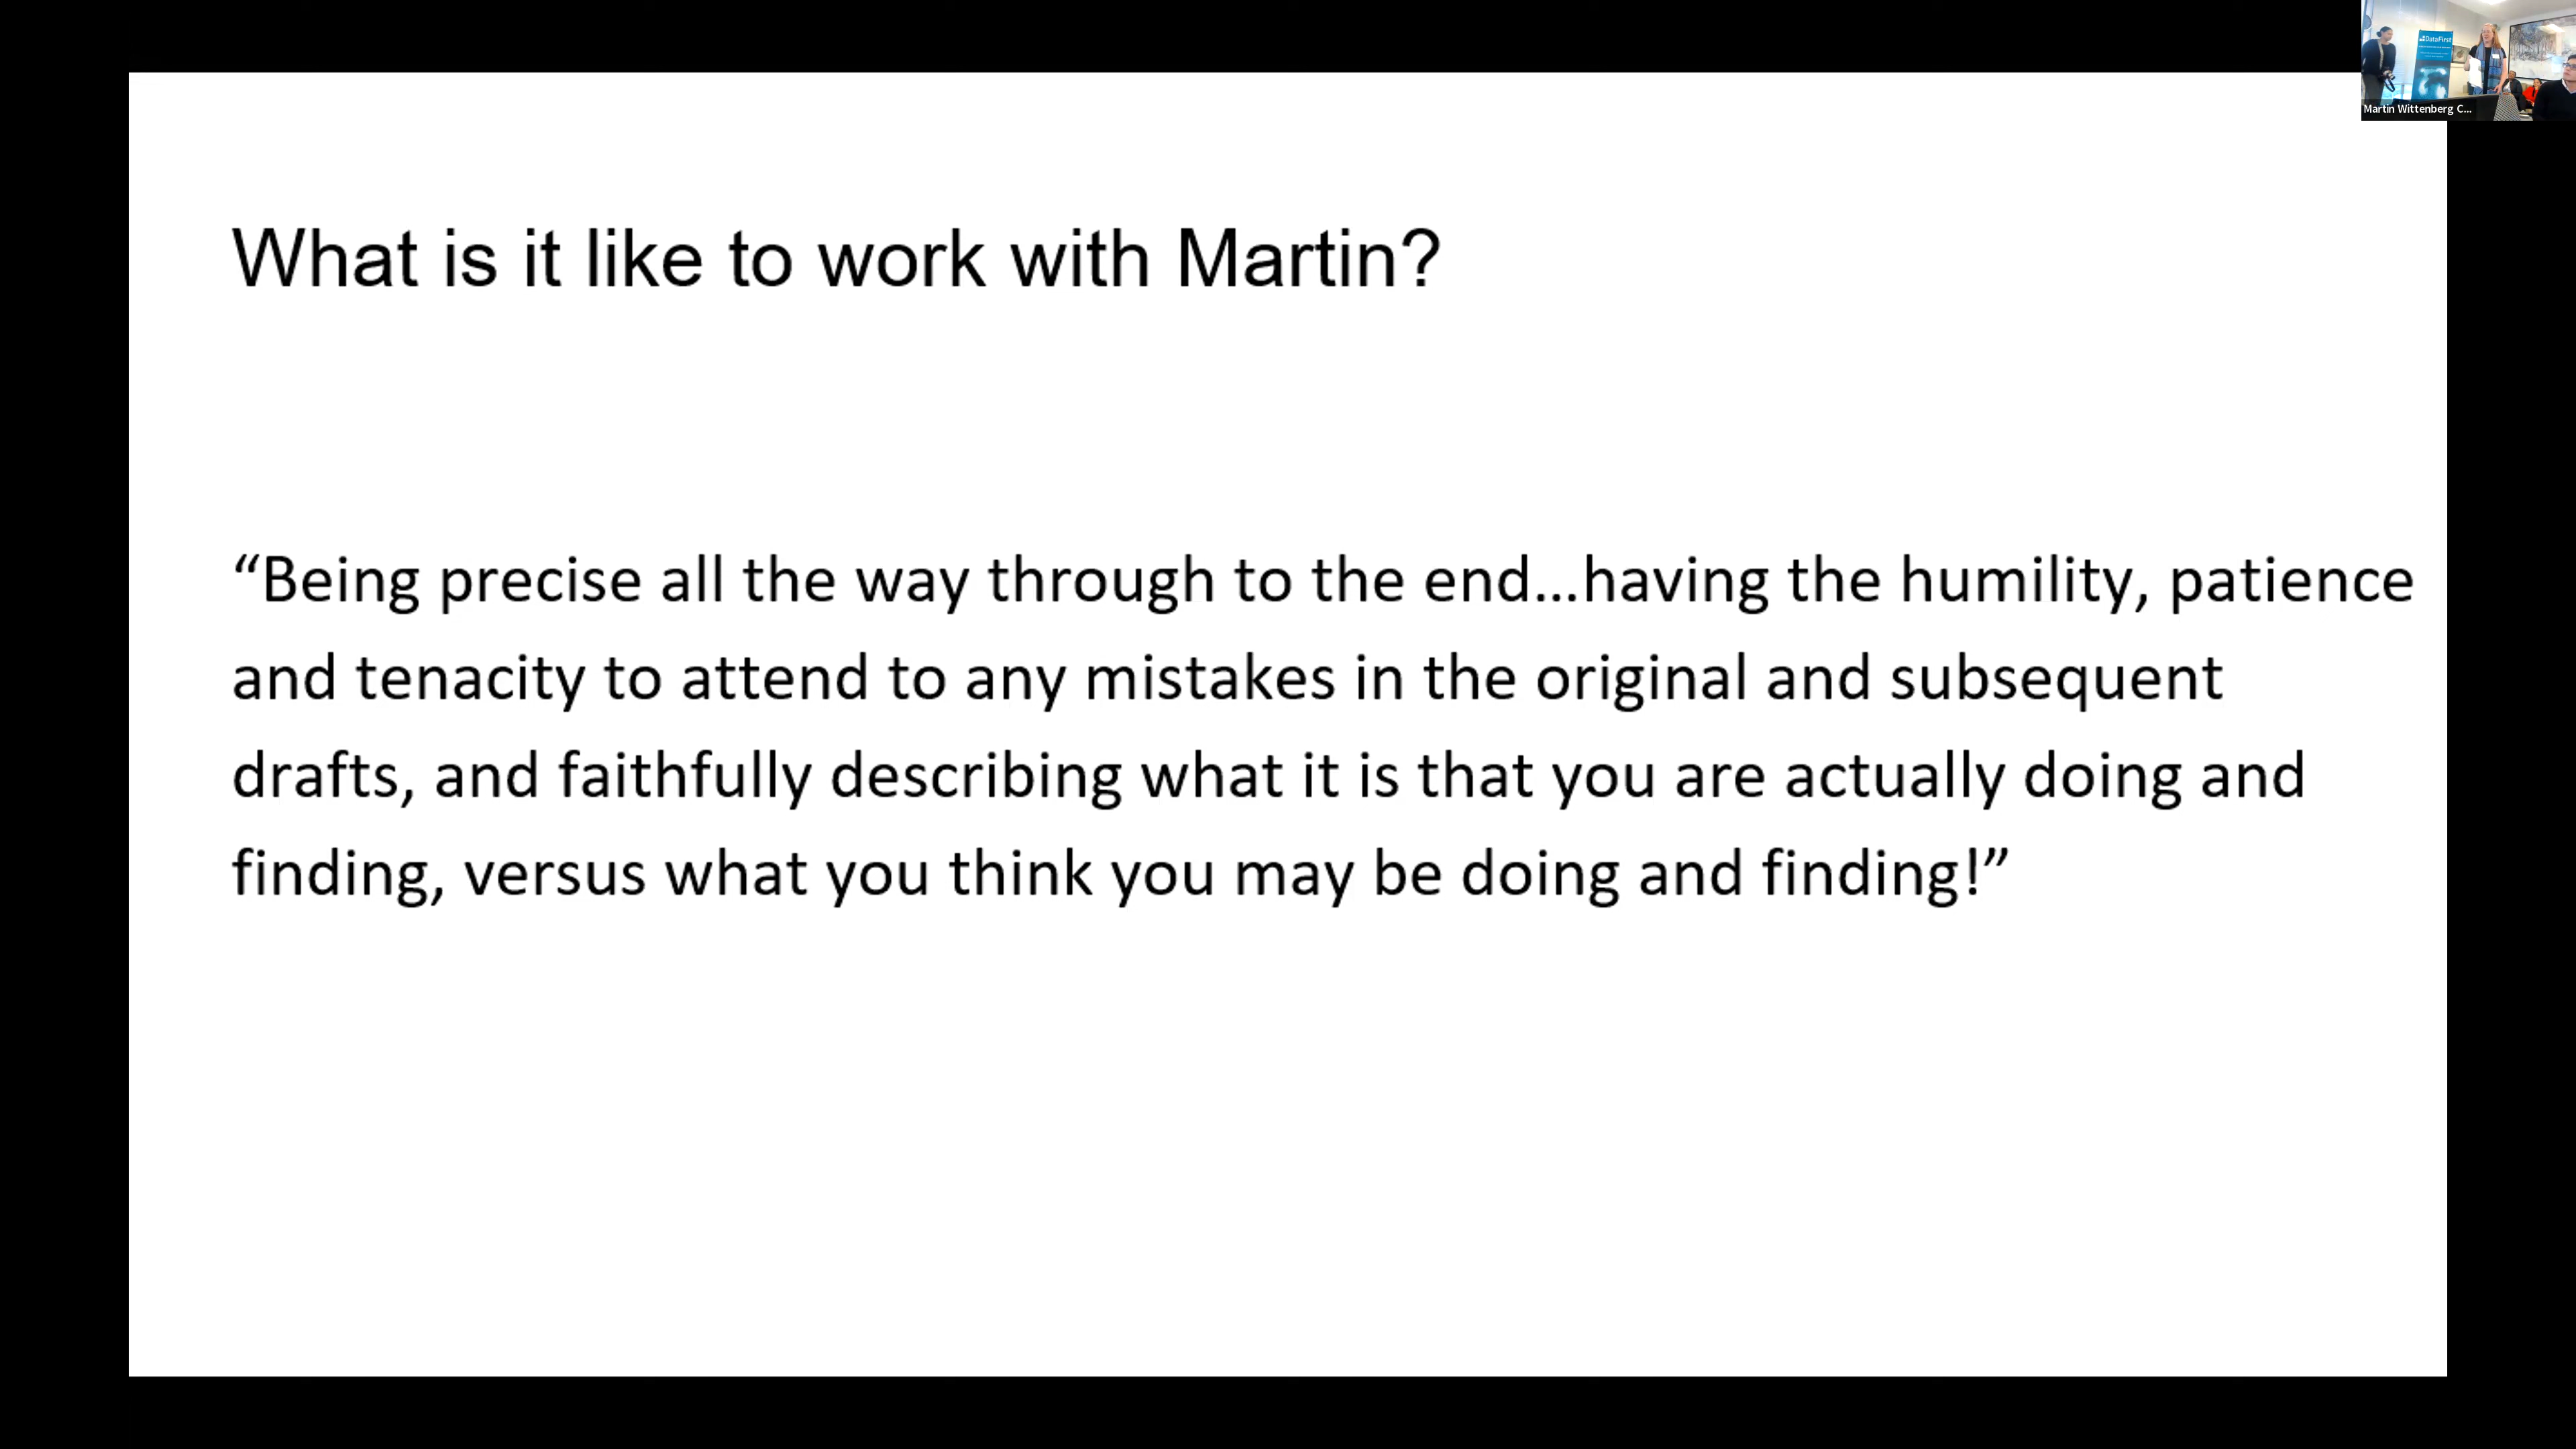 DataFirst
Martin Wittenberg C...
What is it like to work with Martin?
“Being precise all the way through to the end...having the humility, patience
and tenacity to attend to any mistakes in the original and subsequent
drafts, and faithfully describing what it is that you are actually doing and
finding, versus what you think you may be doing and finding!”